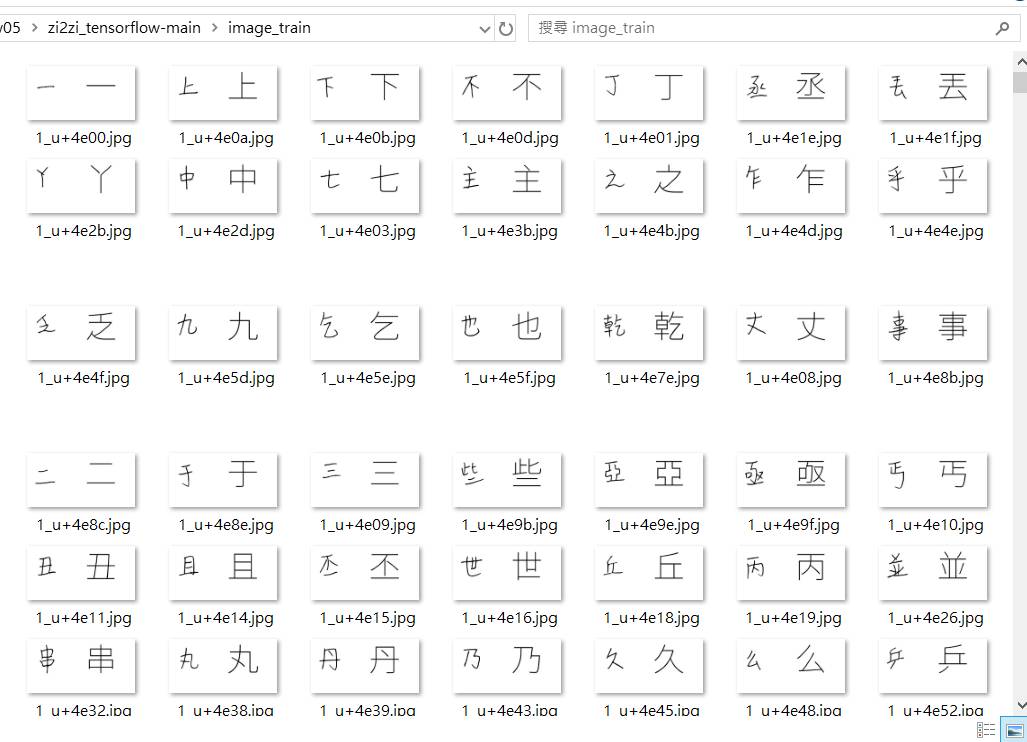 v05 > zi2zi_tensorflow-main > image_train
搜尋 image_train
一 一 上 上 下 下 不 不 丁 丁 丞 丞 丟 丟
1_u+4e00.jpg 1_u+4e0a.jpg 1_u+4e0b.jpg 1_u+4e0d.jpg 1_u+4e01.jpg 1_u+4e1e.jpg 1_u+4e1f.jpg
丫 丫 中 中 七 七 主 主 之 之 乍 乍 乎 乎
1_u+4e2b.jpg 1_u+4e2d.jpg 1_u+4e03.jpg 1_u+4e3b.jpg 1_u+4e4b.jpg 1_u+4e4d.jpg 1_u+4e4e.jpg
乏 乏 九 九 乞 乞 也 也 乾 乾 丈 丈 事 事
1_u+4e4f.jpg 1_u+4e5d.jpg 1_u+4e5e.jpg 1_u+4e5f.jpg 1_u+4e7e.jpg 1_u+4e08.jpg 1_u+4e8b.jpg
二 二 于 于 三 三 些 些 亞 亞 亟 亟 丐 丐
1_u+4e8c.jpg 1_u+4e8e.jpg 1_u+4e09.jpg 1_u+4e9b.jpg 1_u+4e9e.jpg 1_u+4e9f.jpg 1_u+4e10.jpg
丑 丑 且 且 丕 丕 世 世 丘 丘 丙 丙 並 並
1_u+4e11.jpg 1_u+4e14.jpg 1_u+4e15.jpg 1_u+4e16.jpg 1_u+4e18.jpg 1_u+4e19.jpg 1_u+4e26.jpg
串 串 丸 丸 丹 丹 乃 乃 久 久 么 么 乒 乒
1_u+4e32.jpg 1_u+4e38.jpg 1_u+4e39.jpg 1_u+4e43.jpg 1_u+4e45.jpg 1_u+4e48.jpg 1_u+4e52.jpg